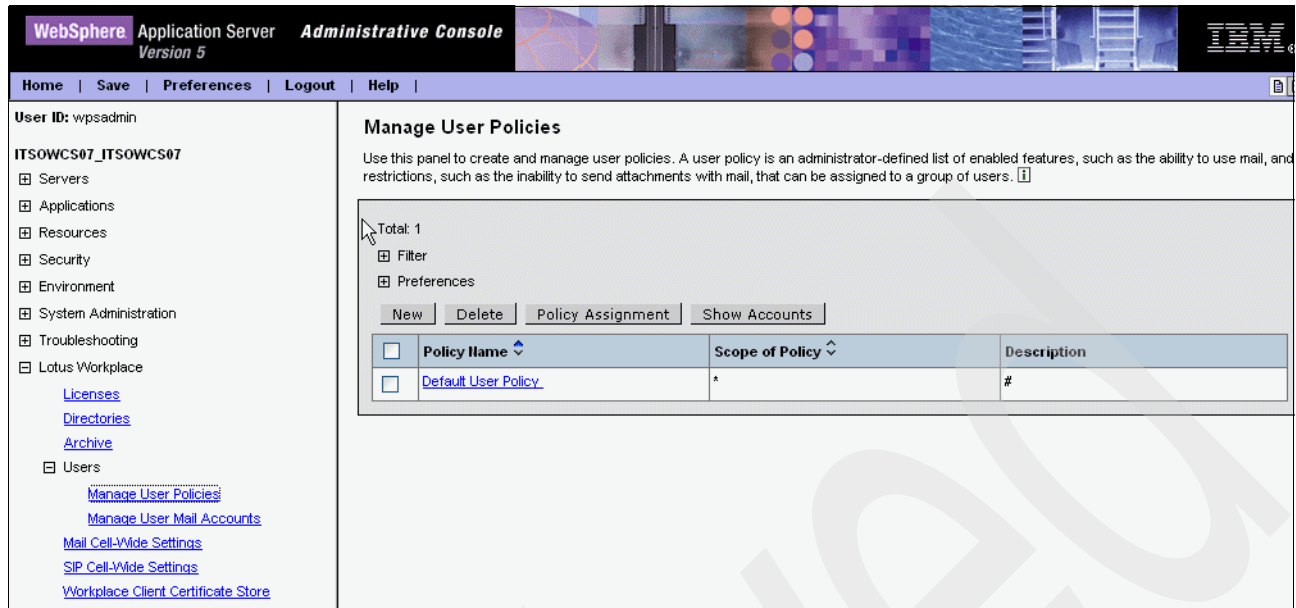 WebSphere Application Server Administrative Console
Version 5
IBM
Home | Save | Preferences | Logout | Help |
User ID: wpsadmin
ITSOWCS07_ITSOWCS07
Servers
Applications
Resources
Security
Environment
System Administration
Troubleshooting
Lotus Workplace
Licenses
Directories
Archive
Users
Manage User Policies
Manage User Mail Accounts
Mail Cell-Wide Settings
SIP Cell-Wide Settings
Workplace Client Certificate Store
Manage User Policies
Use this panel to create and manage user policies. A user policy is an administrator-defined list of enabled features, such as the ability to use mail, and
restrictions, such as the inability to send attachments with mail, that can be assigned to a group of users. i
Total: 1
Filter
Preferences
New Delete Policy Assignment Show Accounts
Policy Name Scope of Policy Description
Default User Policy * #